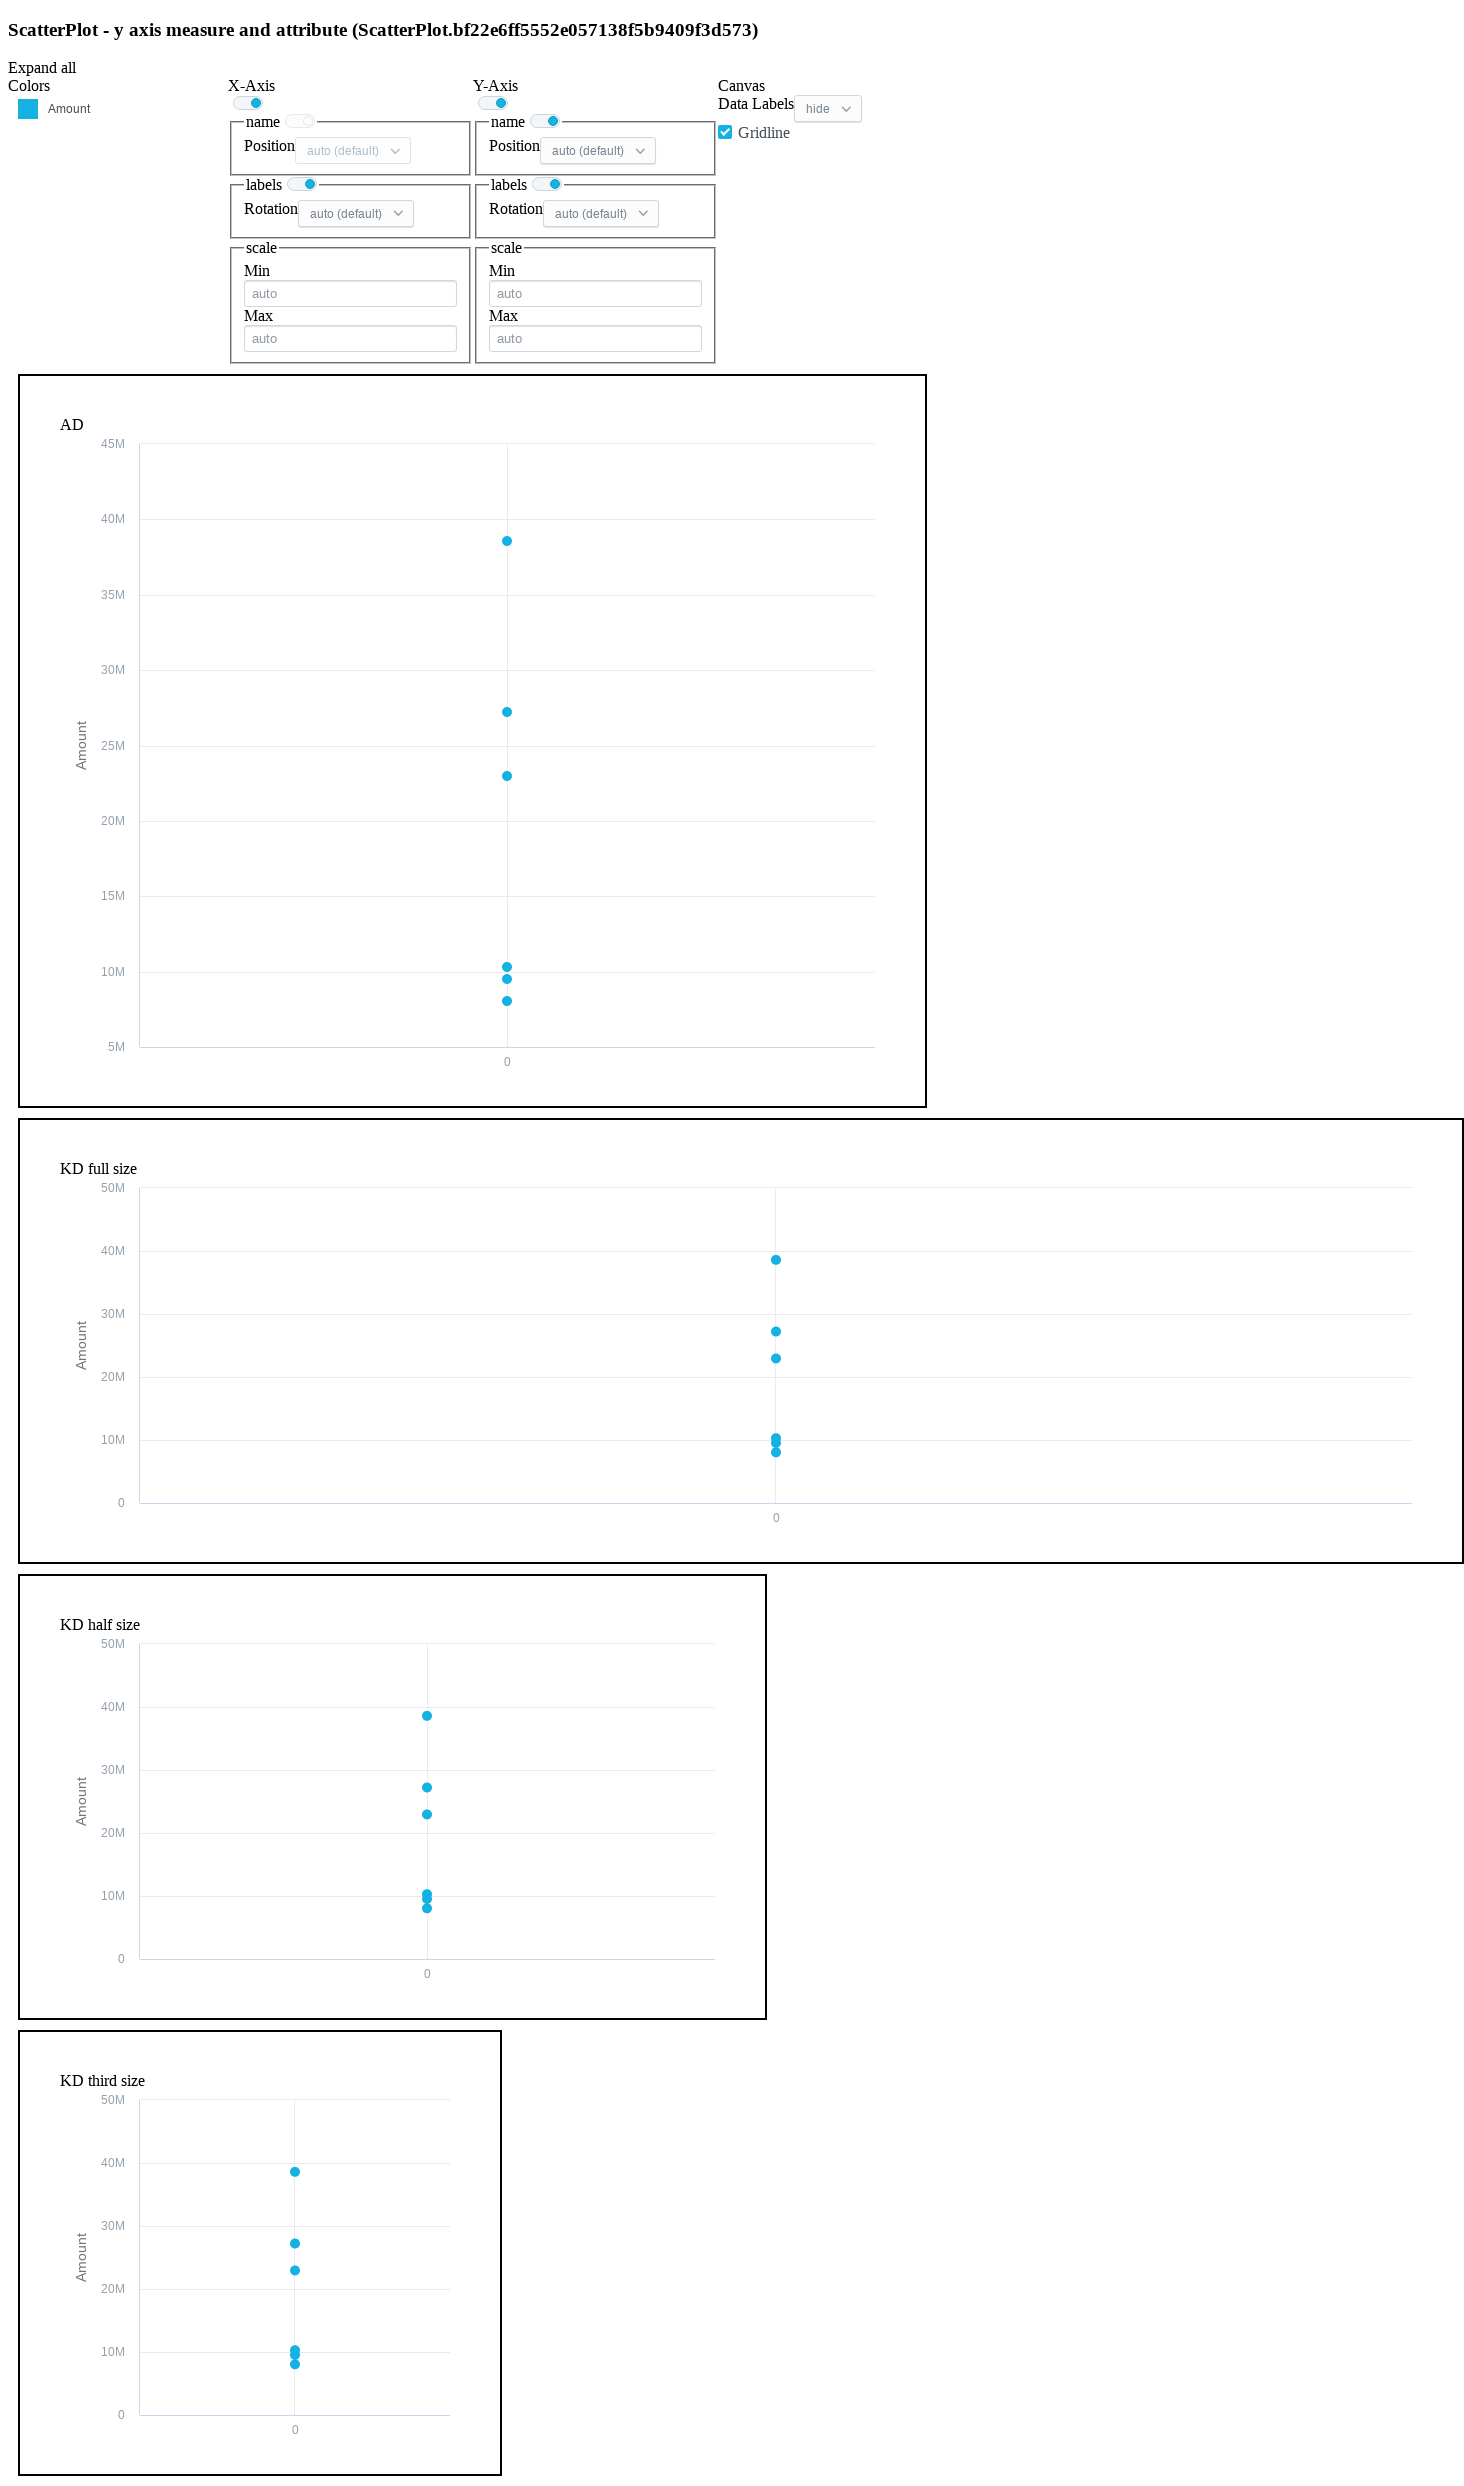 ScatterPlot - y axis measure and attribute (ScatterPlot.bf22e6ff5552e057138f5b9409f3d573)
Expand all
Colors
Amount
X-Axis
name
Position auto (default)
labels
Rotation auto (default)
scale
Min
auto
Max
auto
Y-Axis
name
Position auto (default)
labels
Rotation auto (default)
scale
Min
auto
Max
auto
Canvas
Data Labels hide
Gridline
AD
45M
40M
35M
30M
25M
20M
15M
10M
5M
Amount
0
KD full size
50M
40M
30M
20M
10M
0
Amount
0
KD half size
50M
40M
30M
20M
10M
0
Amount
0
KD third size
50M
40M
30M
20M
10M
0
Amount
0